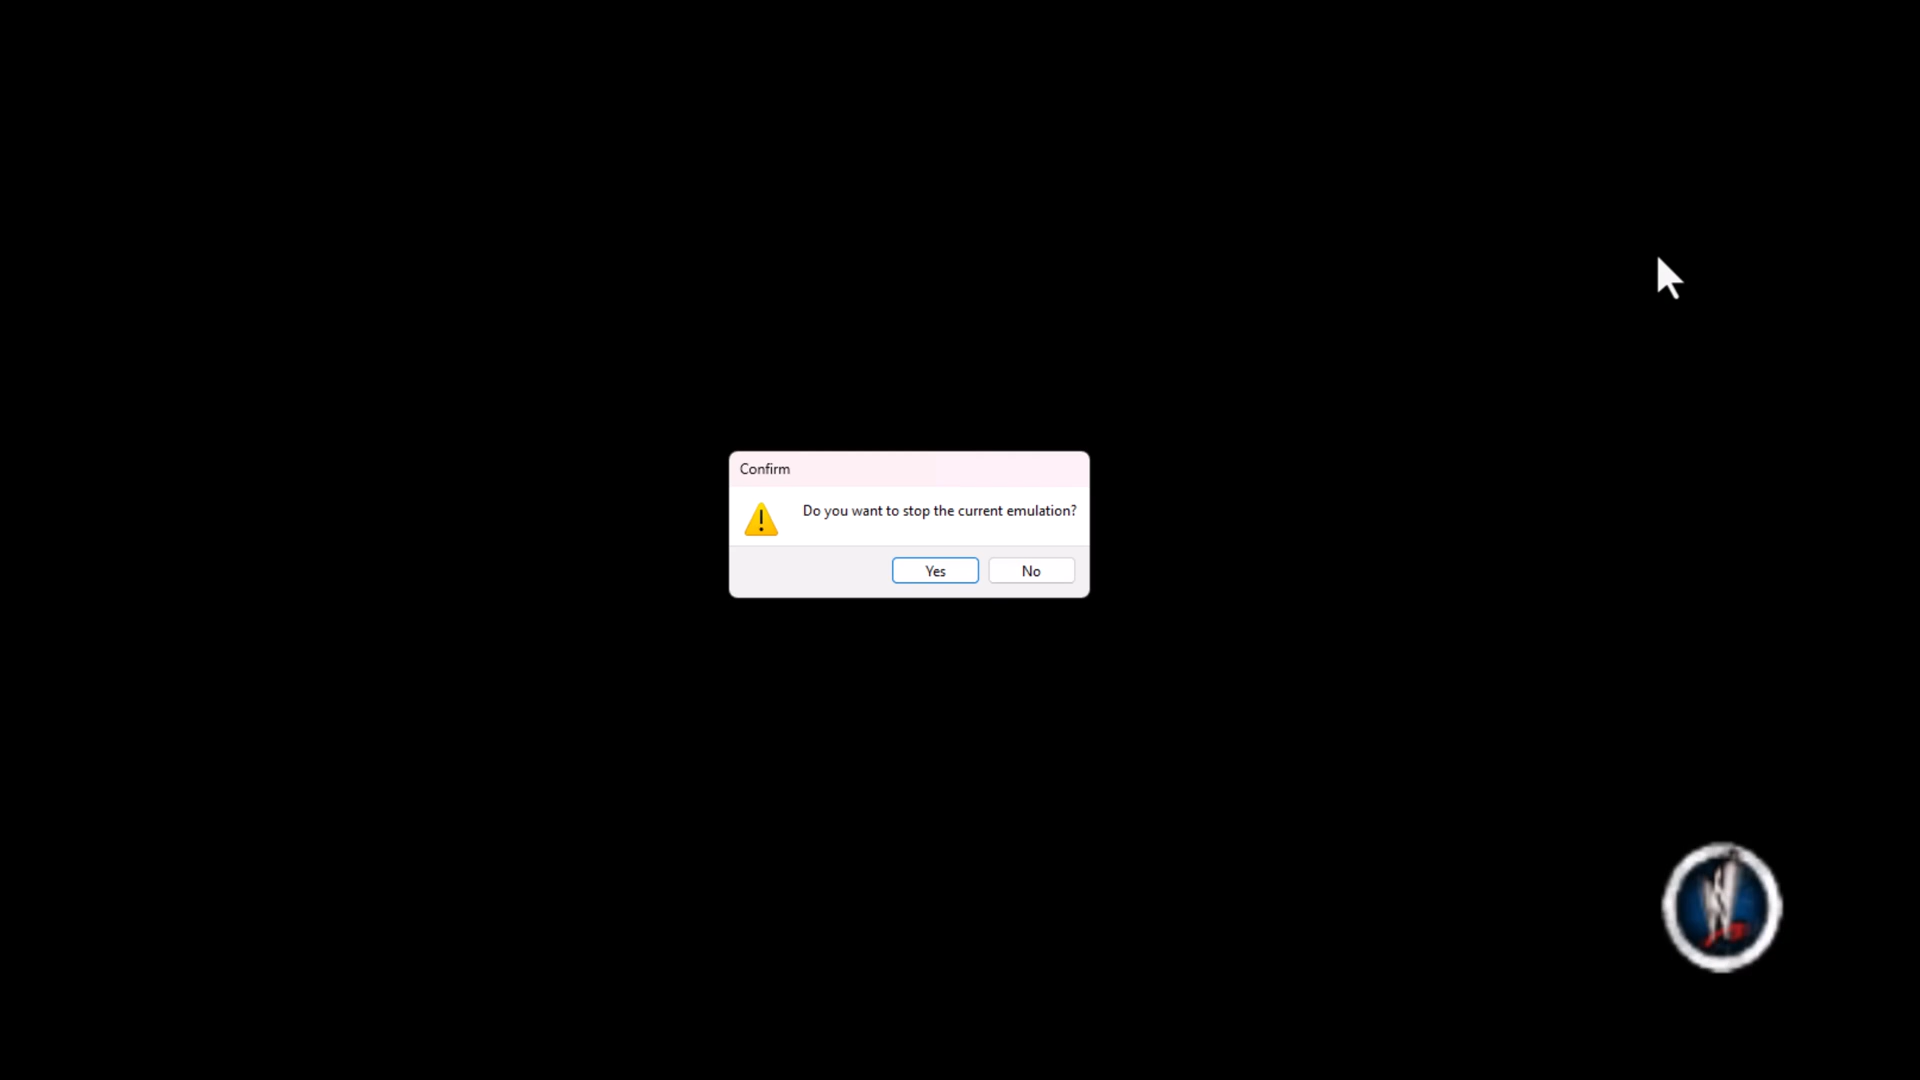 Confirm
Do you want to stop the current emulation?
Yes
No